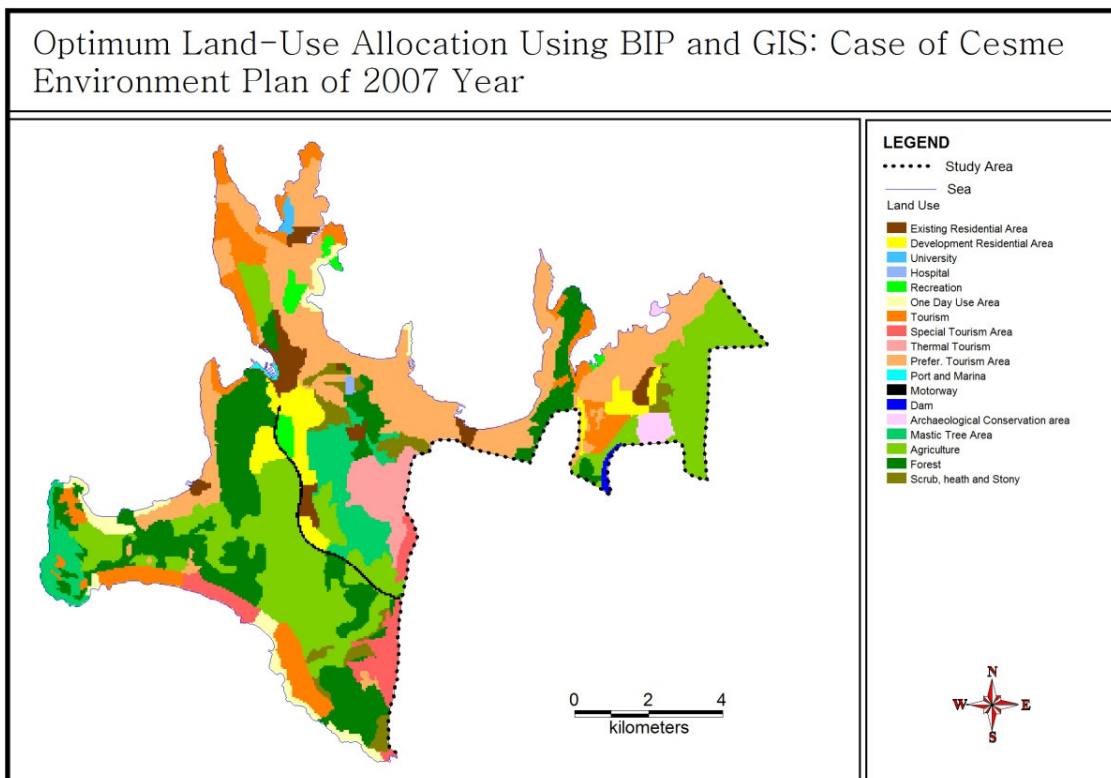 Optimum Land-Use Allocation Using BIP and GIS: Case of Cesme
Environment Plan of 2007 Year
LEGEND
Study Area
Sea
Land Use
Existing Residential Area
Development Residential Area
University
Hospital
Recreation
One Day Use Area
Tourism
Special Tourism Area
Thermal Tourism
Prefer. Tourism Area
Port and Marina
Motorway
Dam
Archaeological Conservation area
Mastic Tree Area
Agriculture
Forest
Scrub, heath and Stony
0 2 4
kilometers
N
W E
S